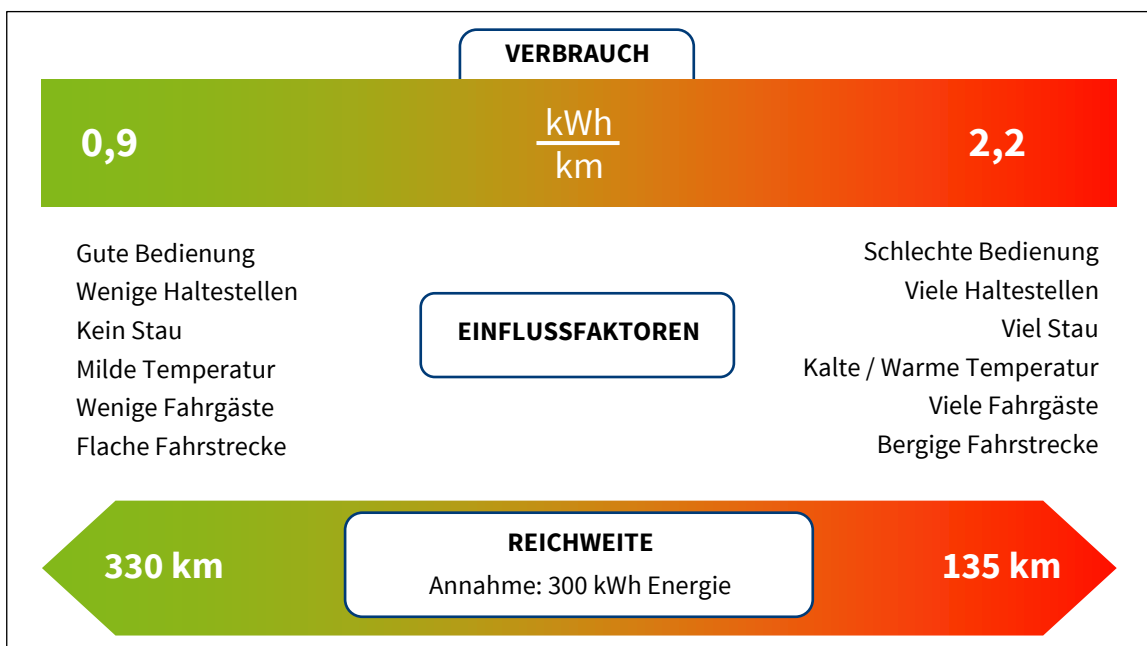 VERBRAUCH
0,9
kWh
km
2,2
Gute Bedienung
Wenige Haltestellen
Kein Stau
Milde Temperatur
Wenige Fahrgäste
Flache Fahrstrecke
EINFLUSSFAKTOREN
Schlechte Bedienung
Viele Haltestellen
Viel Stau
Kalte / Warme Temperatur
Viele Fahrgäste
Bergige Fahrstrecke
330 km
REICHWEITE
Annahme: 300 kWh Energie
135 km